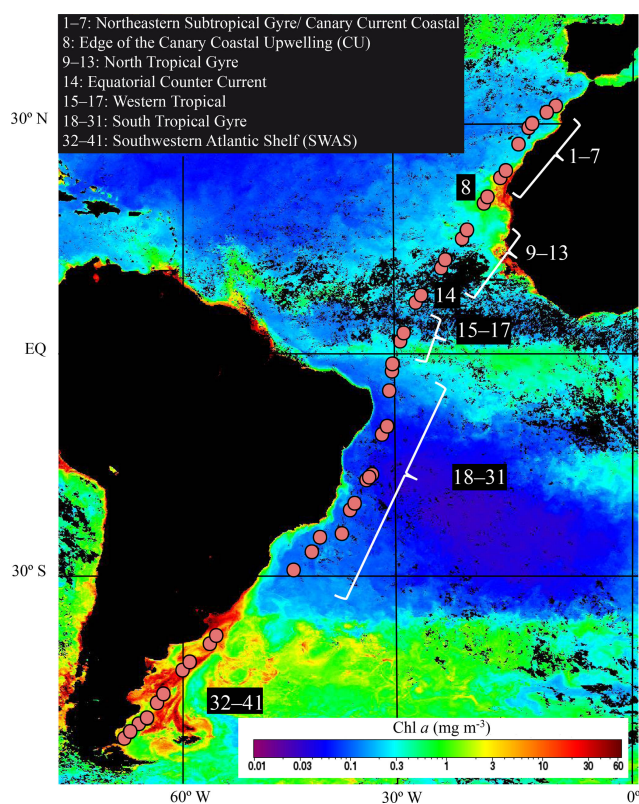 1–7: Northeastern Subtropical Gyre/ Canary Current Coastal
8: Edge of the Canary Coastal Upwelling (CU)
9–13: North Tropical Gyre
14: Equatorial Counter Current
15–17: Western Tropical
18–31: South Tropical Gyre
32–41: Southwestern Atlantic Shelf (SWAS)
30º N
1–7
8
9–13
14
15–17
EQ
18–31
30º S
32–41
Chl a (mg m-3)
0.01 0.03 0.1 0.3 1 3 10 30 60
60º W 30º W 0º